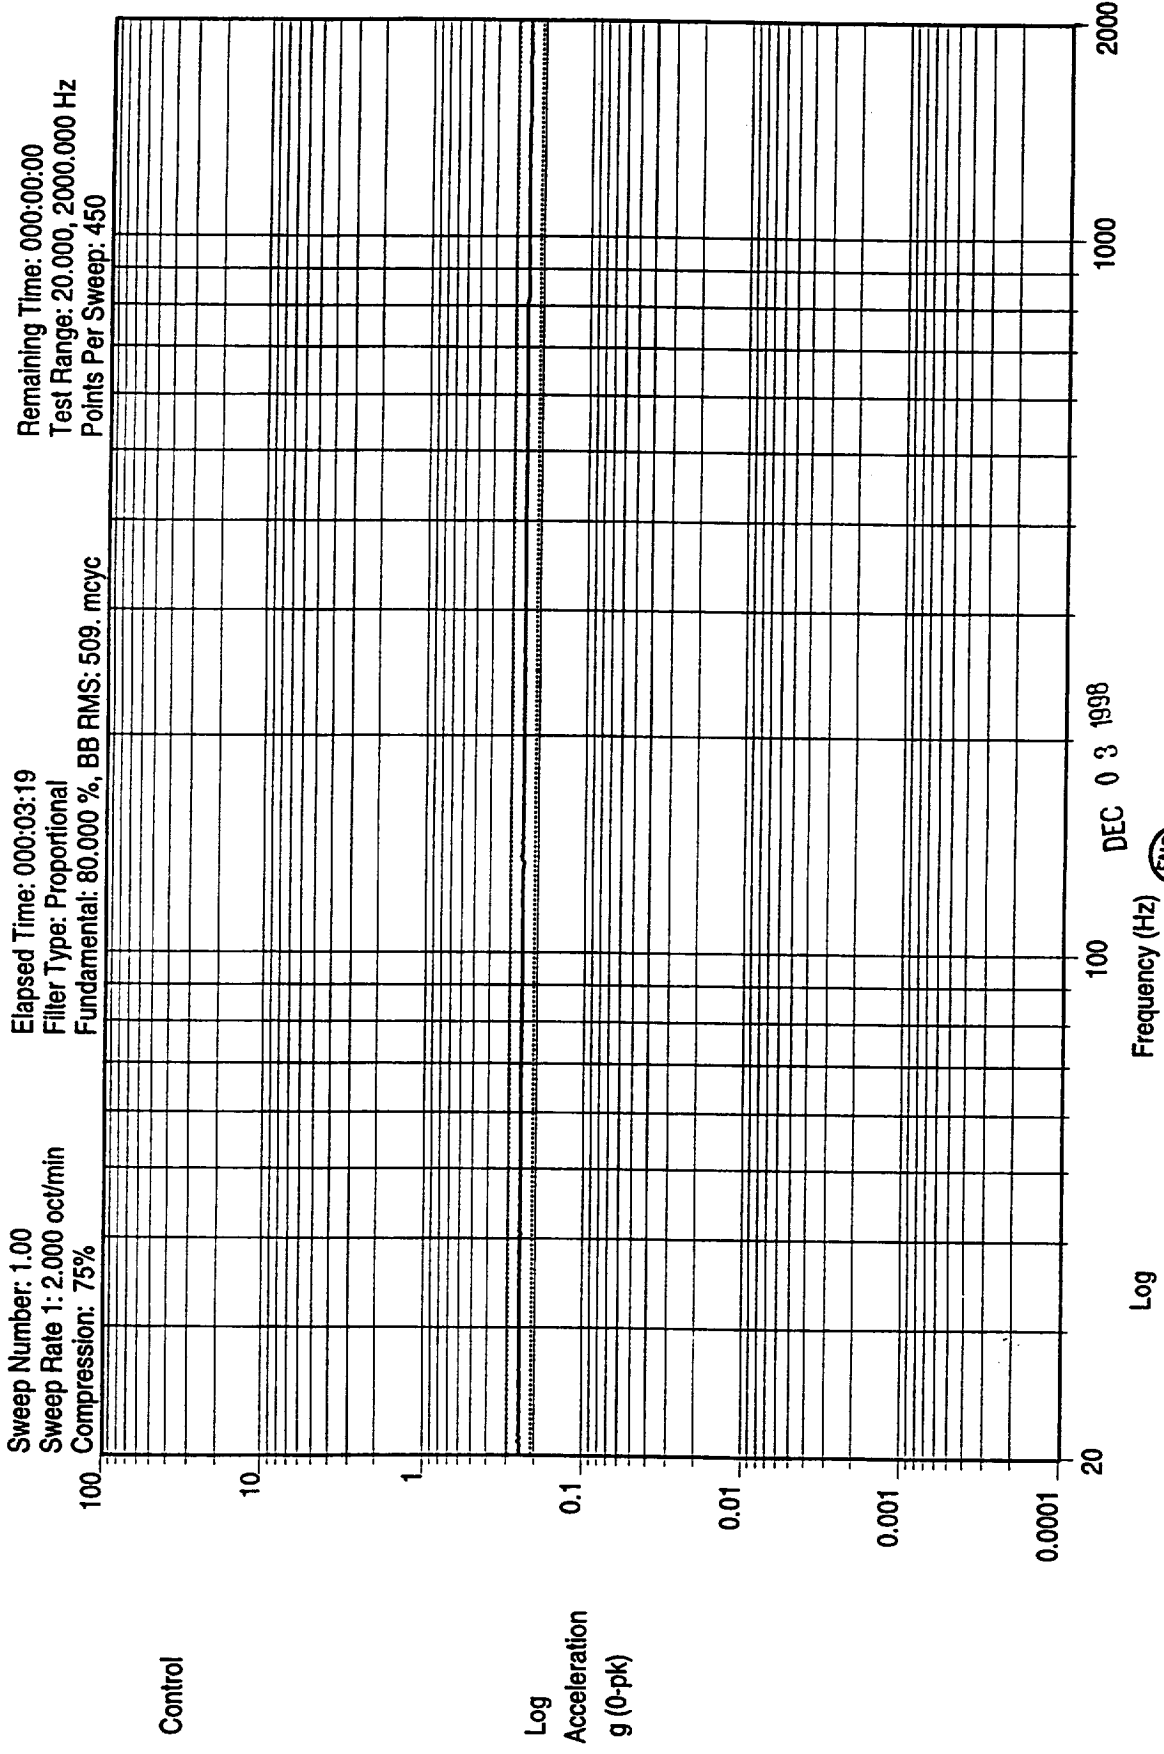 Sweep Number: 1.00
Sweep Rate 1: 2.000 oct/min
Compression: 75%
Elapsed Time: 000:03:19
Filter Type: Proportional
Fundamental: 80.000 %, BB RMS: 509. mcyc
Remaining Time: 000:00:00
Test Range: 20.000, 2000.000 Hz
Points Per Sweep: 450
Control
100
10
1
0.1
0.01
0.001
0.0001
Log
Acceleration
g (0-pk)
20
100
1000
2000
Log
Frequency (Hz)
DEC 03 1998